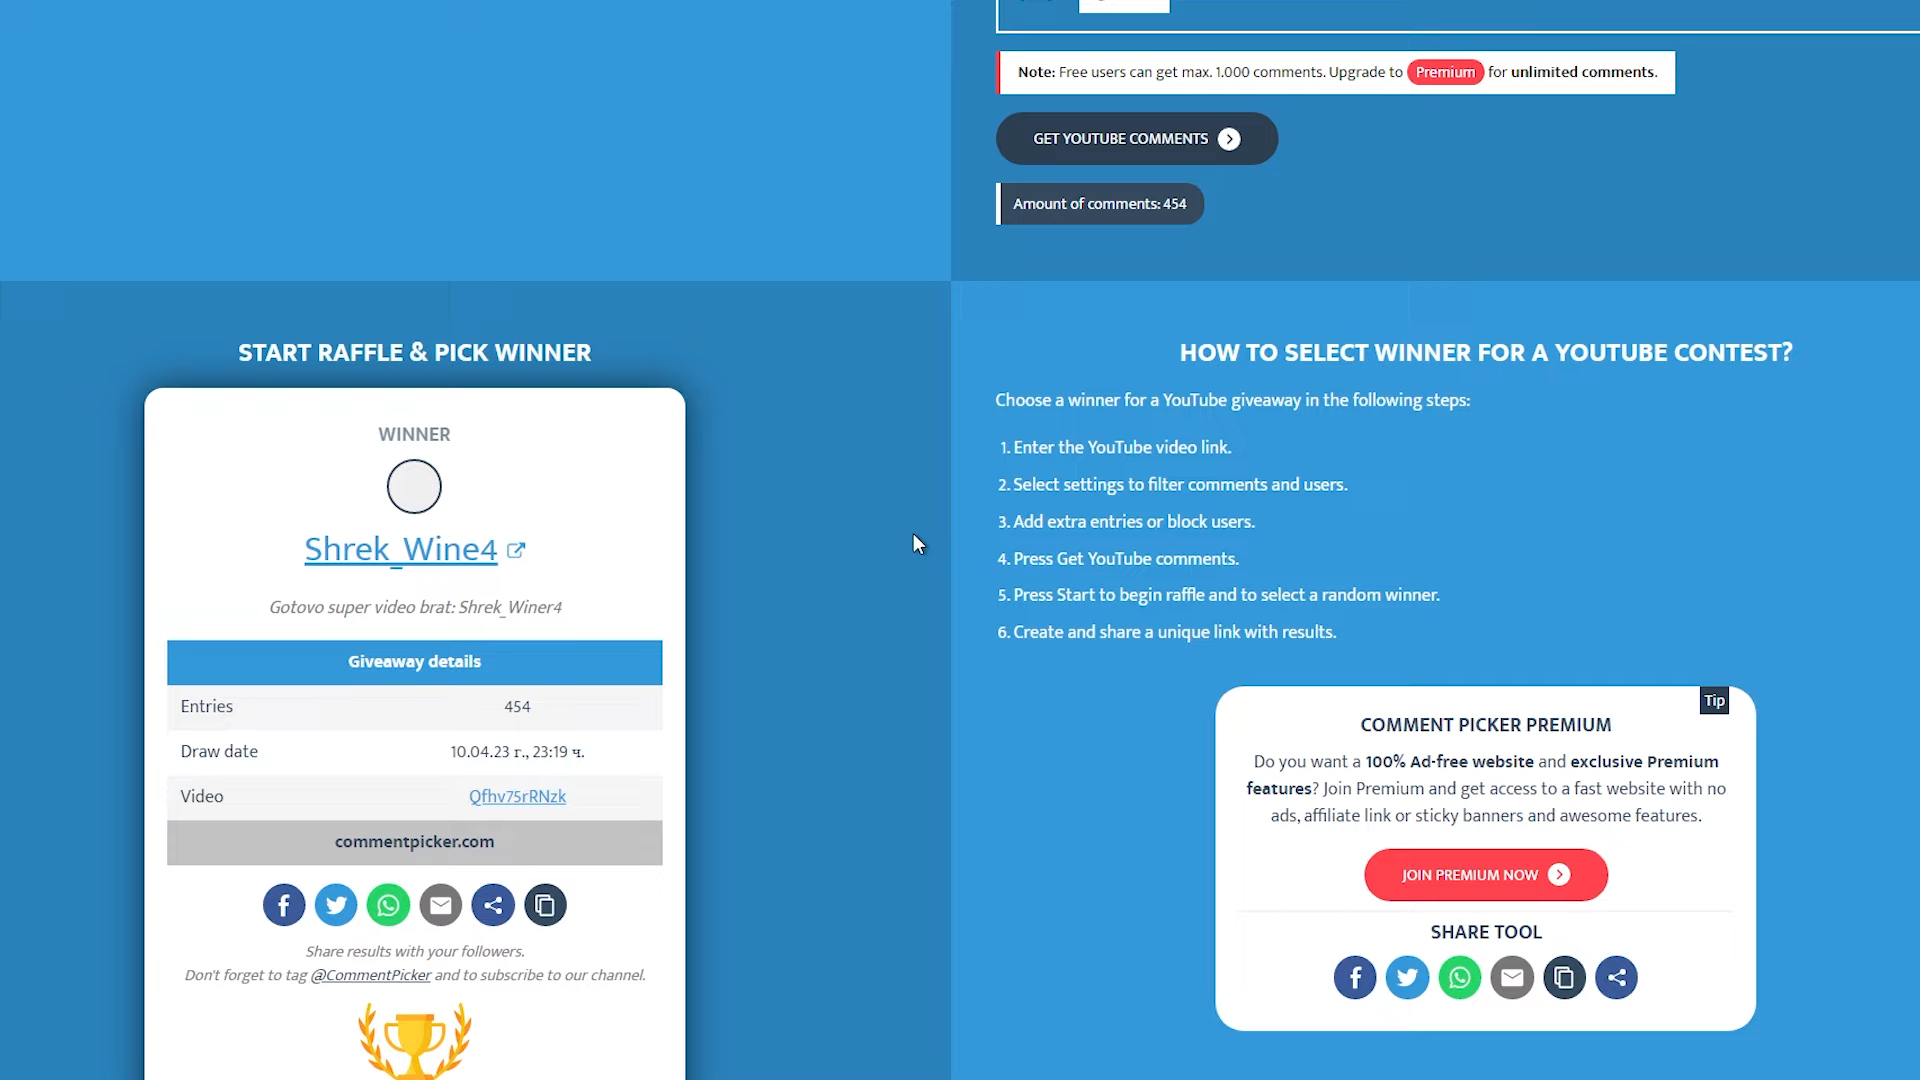 Note: Free users can get max. 1.000 comments. Upgrade to Premium for unlimited comments.
GET YOUTUBE COMMENTS
Amount of comments: 454
START RAFFLE & PICK WINNER
WINNER
Shrek_Wine4
Gotovo super video brat: Shrek_Winer4
Giveaway details
Entries 454
Draw date 10.04.23 г., 23:19 ч.
Video Qfhv75rRNzk
commentpicker.com
Share results with your followers.
Don't forget to tag @CommentPicker and to subscribe to our channel.
HOW TO SELECT WINNER FOR A YOUTUBE CONTEST?
Choose a winner for a YouTube giveaway in the following steps:
1. Enter the YouTube video link.
2. Select settings to filter comments and users.
3. Add extra entries or block users.
4. Press Get YouTube comments.
5. Press Start to begin raffle and to select a random winner.
6. Create and share a unique link with results.
Tip
COMMENT PICKER PREMIUM
Do you want a 100% Ad-free website and exclusive Premium
features? Join Premium and get access to a fast website with no
ads, affiliate link or sticky banners and awesome features.
JOIN PREMIUM NOW
SHARE TOOL